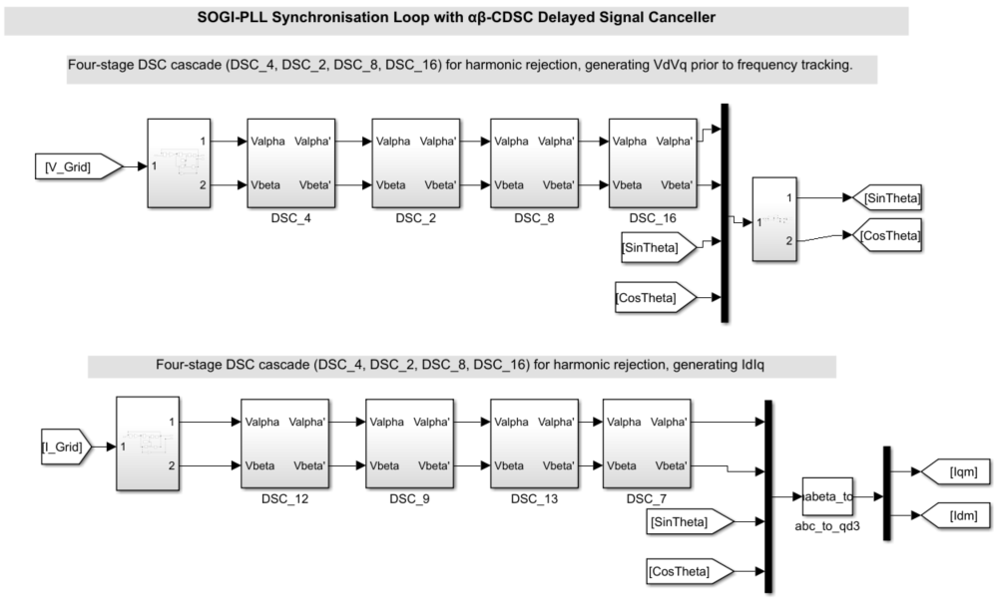 SOGI-PLL Synchronisation Loop with αβ-CDSC Delayed Signal Canceller
Four-stage DSC cascade (DSC_4, DSC_2, DSC_8, DSC_16) for harmonic rejection, generating VdVq prior to frequency tracking.
[V_Grid]
1
1
2
Valpha Valpha'
Vbeta Vbeta'
DSC_4
Valpha Valpha'
Vbeta Vbeta'
DSC_2
Valpha Valpha'
Vbeta Vbeta'
DSC_8
Valpha Valpha'
Vbeta Vbeta'
DSC_16
[SinTheta]
[CosTheta]
1
1
2
[SinTheta]
[CosTheta]
Four-stage DSC cascade (DSC_4, DSC_2, DSC_8, DSC_16) for harmonic rejection, generating IdIq
[I_Grid]
1
1
2
Valpha Valpha'
Vbeta Vbeta'
DSC_12
Valpha Valpha'
Vbeta Vbeta'
DSC_9
Valpha Valpha'
Vbeta Vbeta'
DSC_13
Valpha Valpha'
Vbeta Vbeta'
DSC_7
[SinTheta]
[CosTheta]
abeta_to
abc_to_qd3
[Iqm]
[Idm]